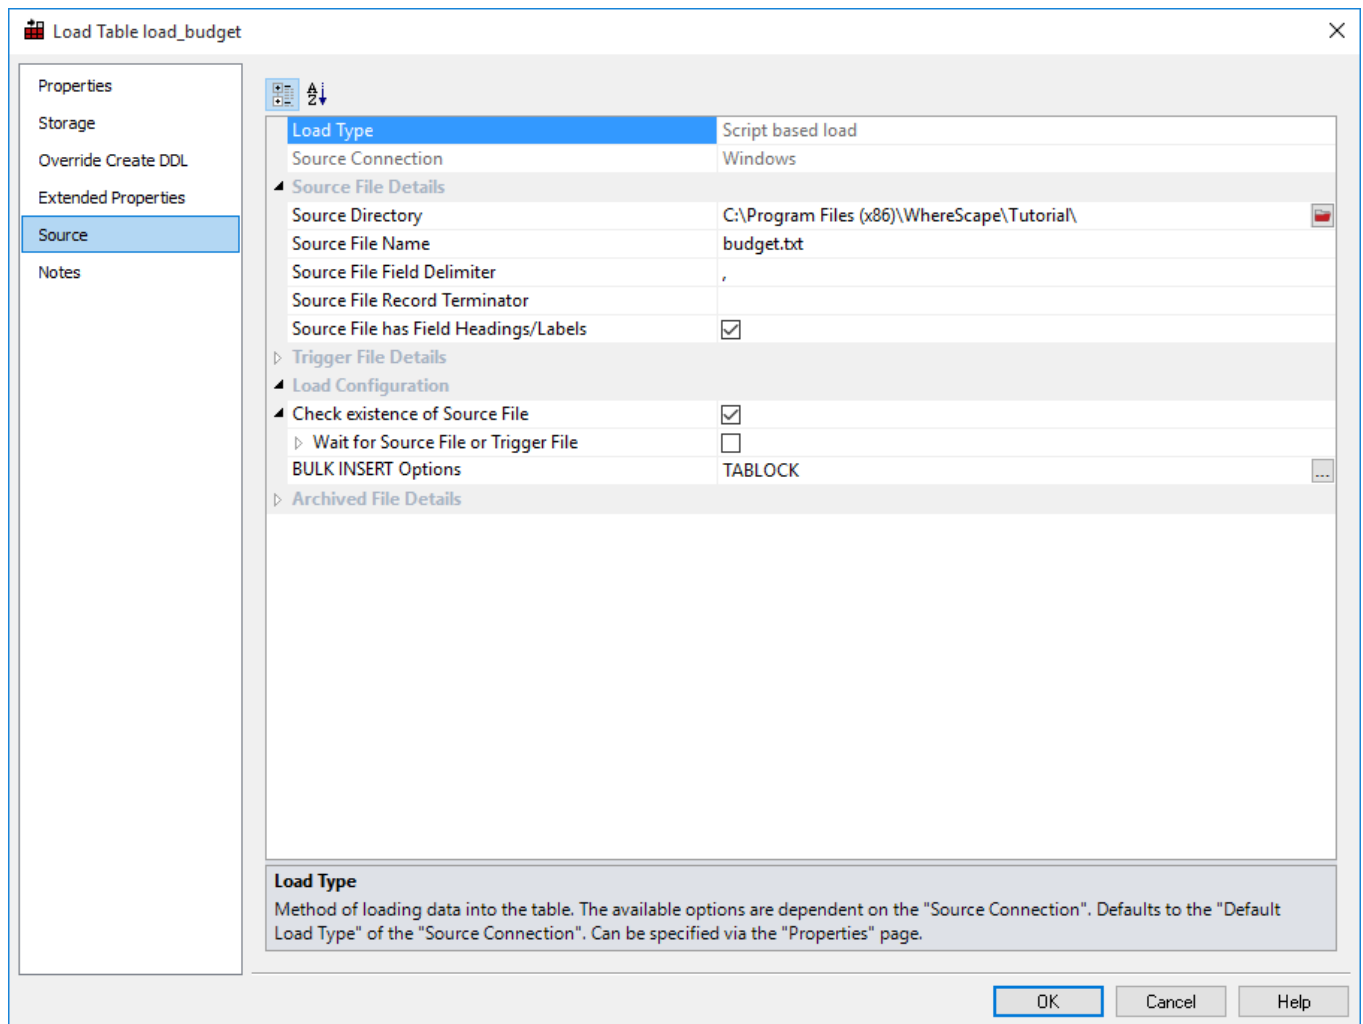 Load Table load_budget
Properties
Storage
Override Create DDL
Extended Properties
Source
Notes
Load Type Script based load
Source Connection Windows
Source File Details
Source Directory C:\Program Files (x86)\WhereScape\Tutorial\
Source File Name budget.txt
Source File Field Delimiter ,
Source File Record Terminator
Source File has Field Headings/Labels
Trigger File Details
Load Configuration
Check existence of Source File
Wait for Source File or Trigger File
BULK INSERT Options TABLOCK ...
Archived File Details
Load Type
Method of loading data into the table. The available options are dependent on the "Source Connection". Defaults to the "Default
Load Type" of the "Source Connection". Can be specified via the "Properties" page.
OK Cancel Help